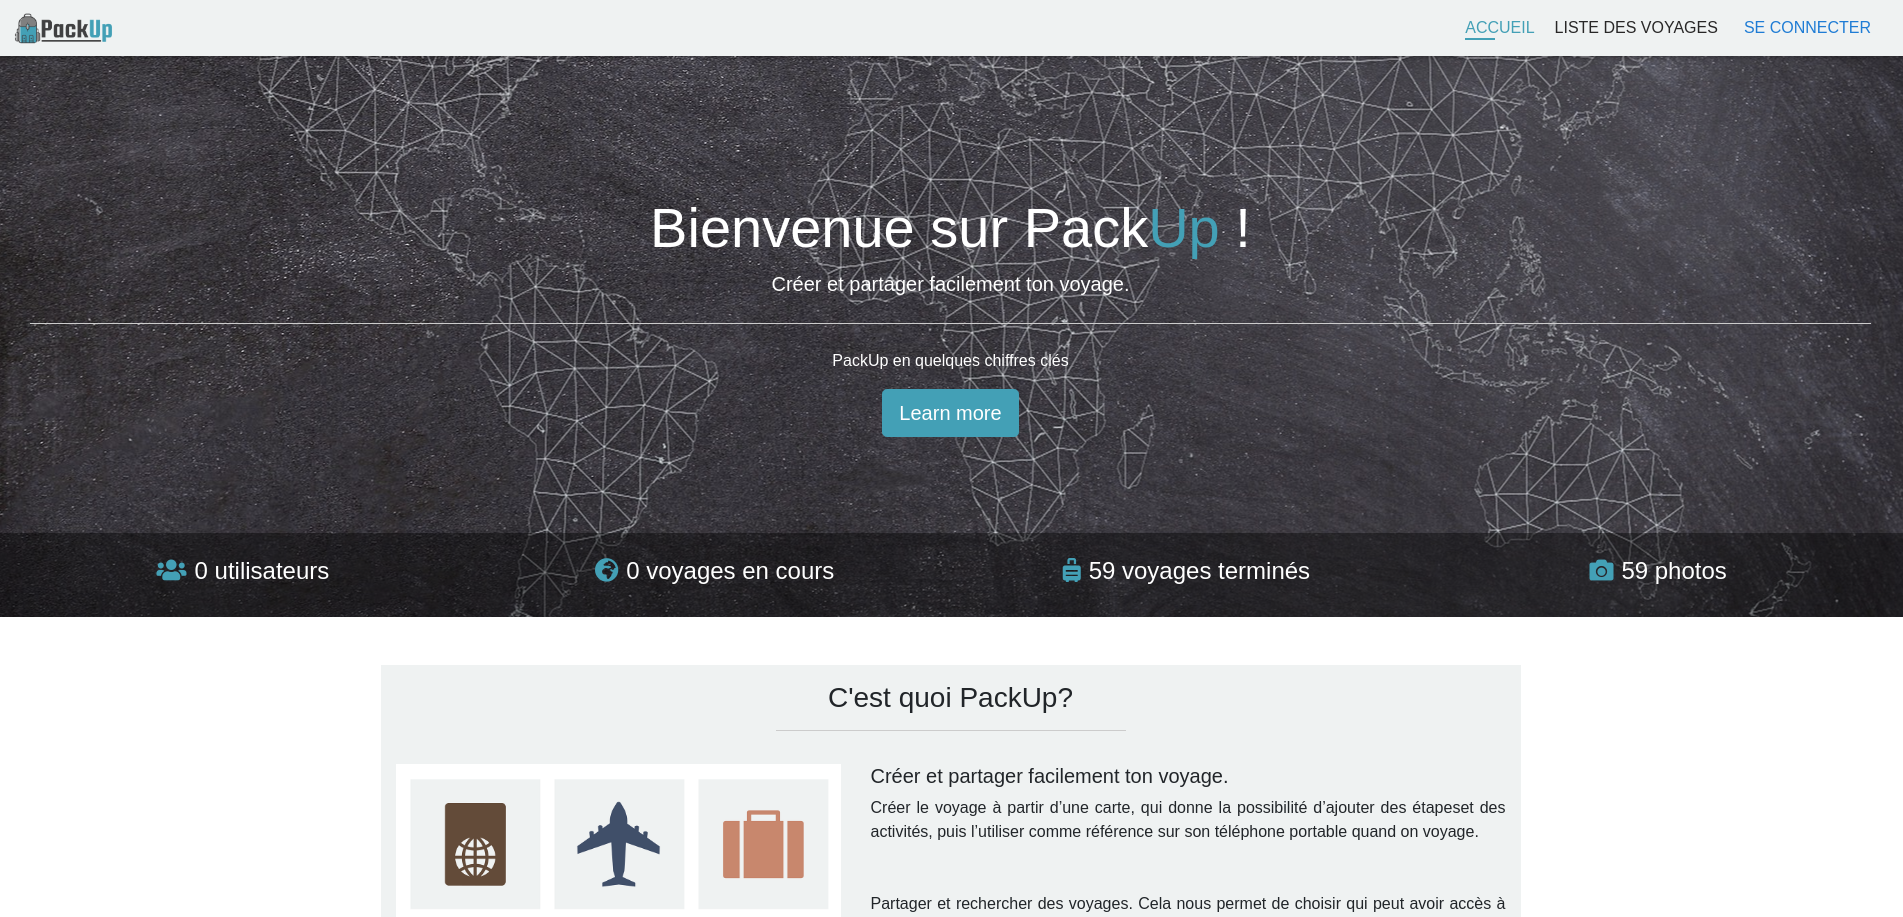 PackUp
ACCUEIL
LISTE DES VOYAGES
SE CONNECTER
Bienvenue sur PackUp !
Créer et partager facilement ton voyage.
PackUp en quelques chiffres clés
Learn more
0 utilisateurs
0 voyages en cours
59 voyages terminés
59 photos
C'est quoi PackUp?
Créer et partager facilement ton voyage.
Créer le voyage à partir d’une carte, qui donne la possibilité d’ajouter des étapeset des
activités, puis l’utiliser comme référence sur son téléphone portable quand on voyage.
Partager et rechercher des voyages. Cela nous permet de choisir qui peut avoir accès à